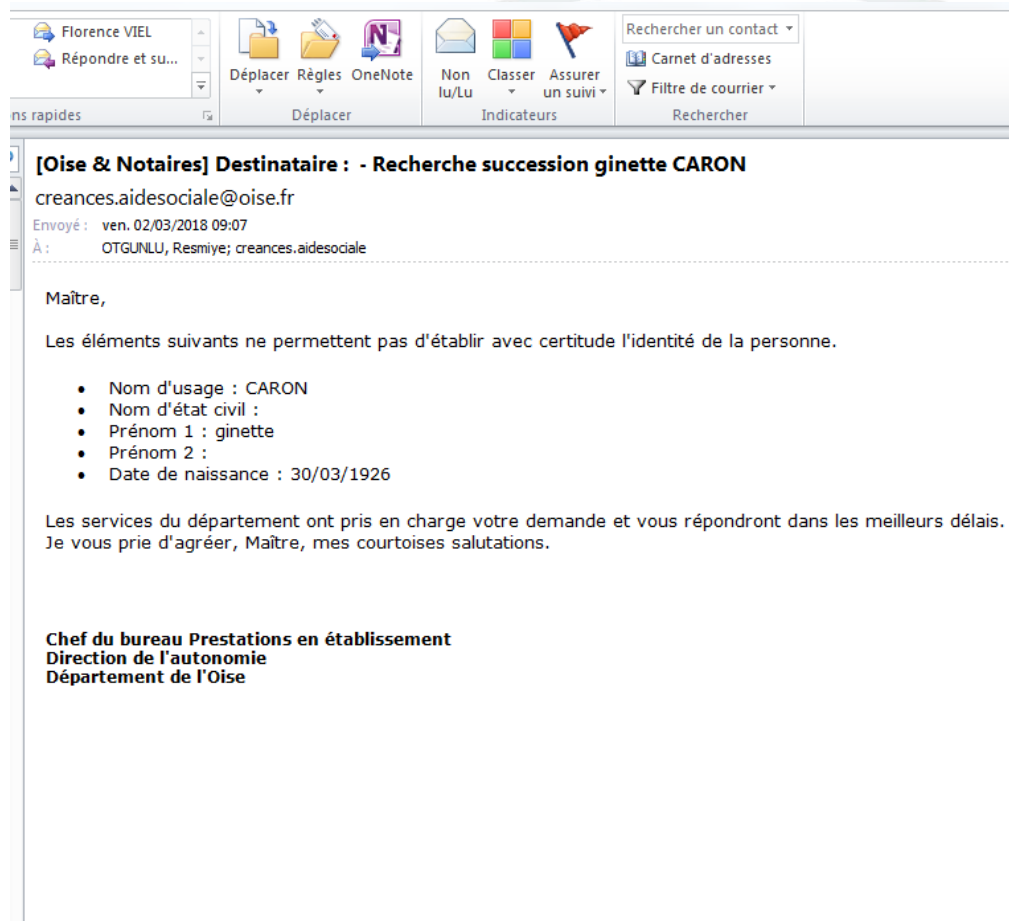 Florence VIEL
Répondre et su...
Déplacer
Règles
OneNote
Non lu/Lu
Classer
Assurer un suivi
Rechercher un contact
Carnet d'adresses
Filtre de courrier
ns rapides
Déplacer
Indicateurs
Rechercher
[Oise & Notaires] Destinataire :  - Recherche succession ginette CARON
creances.aidesociale@oise.fr
Envoyé : ven. 02/03/2018 09:07
À : OTGUNLU, Resmiye; creances.aidesociale
Maître,
Les éléments suivants ne permettent pas d'établir avec certitude l'identité de la personne.
• Nom d'usage : CARON
• Nom d'état civil :
• Prénom 1 : ginette
• Prénom 2 :
• Date de naissance : 30/03/1926
Les services du département ont pris en charge votre demande et vous répondront dans les meilleurs délais.
Je vous prie d'agréer, Maître, mes courtoises salutations.
Chef du bureau Prestations en établissement
Direction de l'autonomie
Département de l'Oise